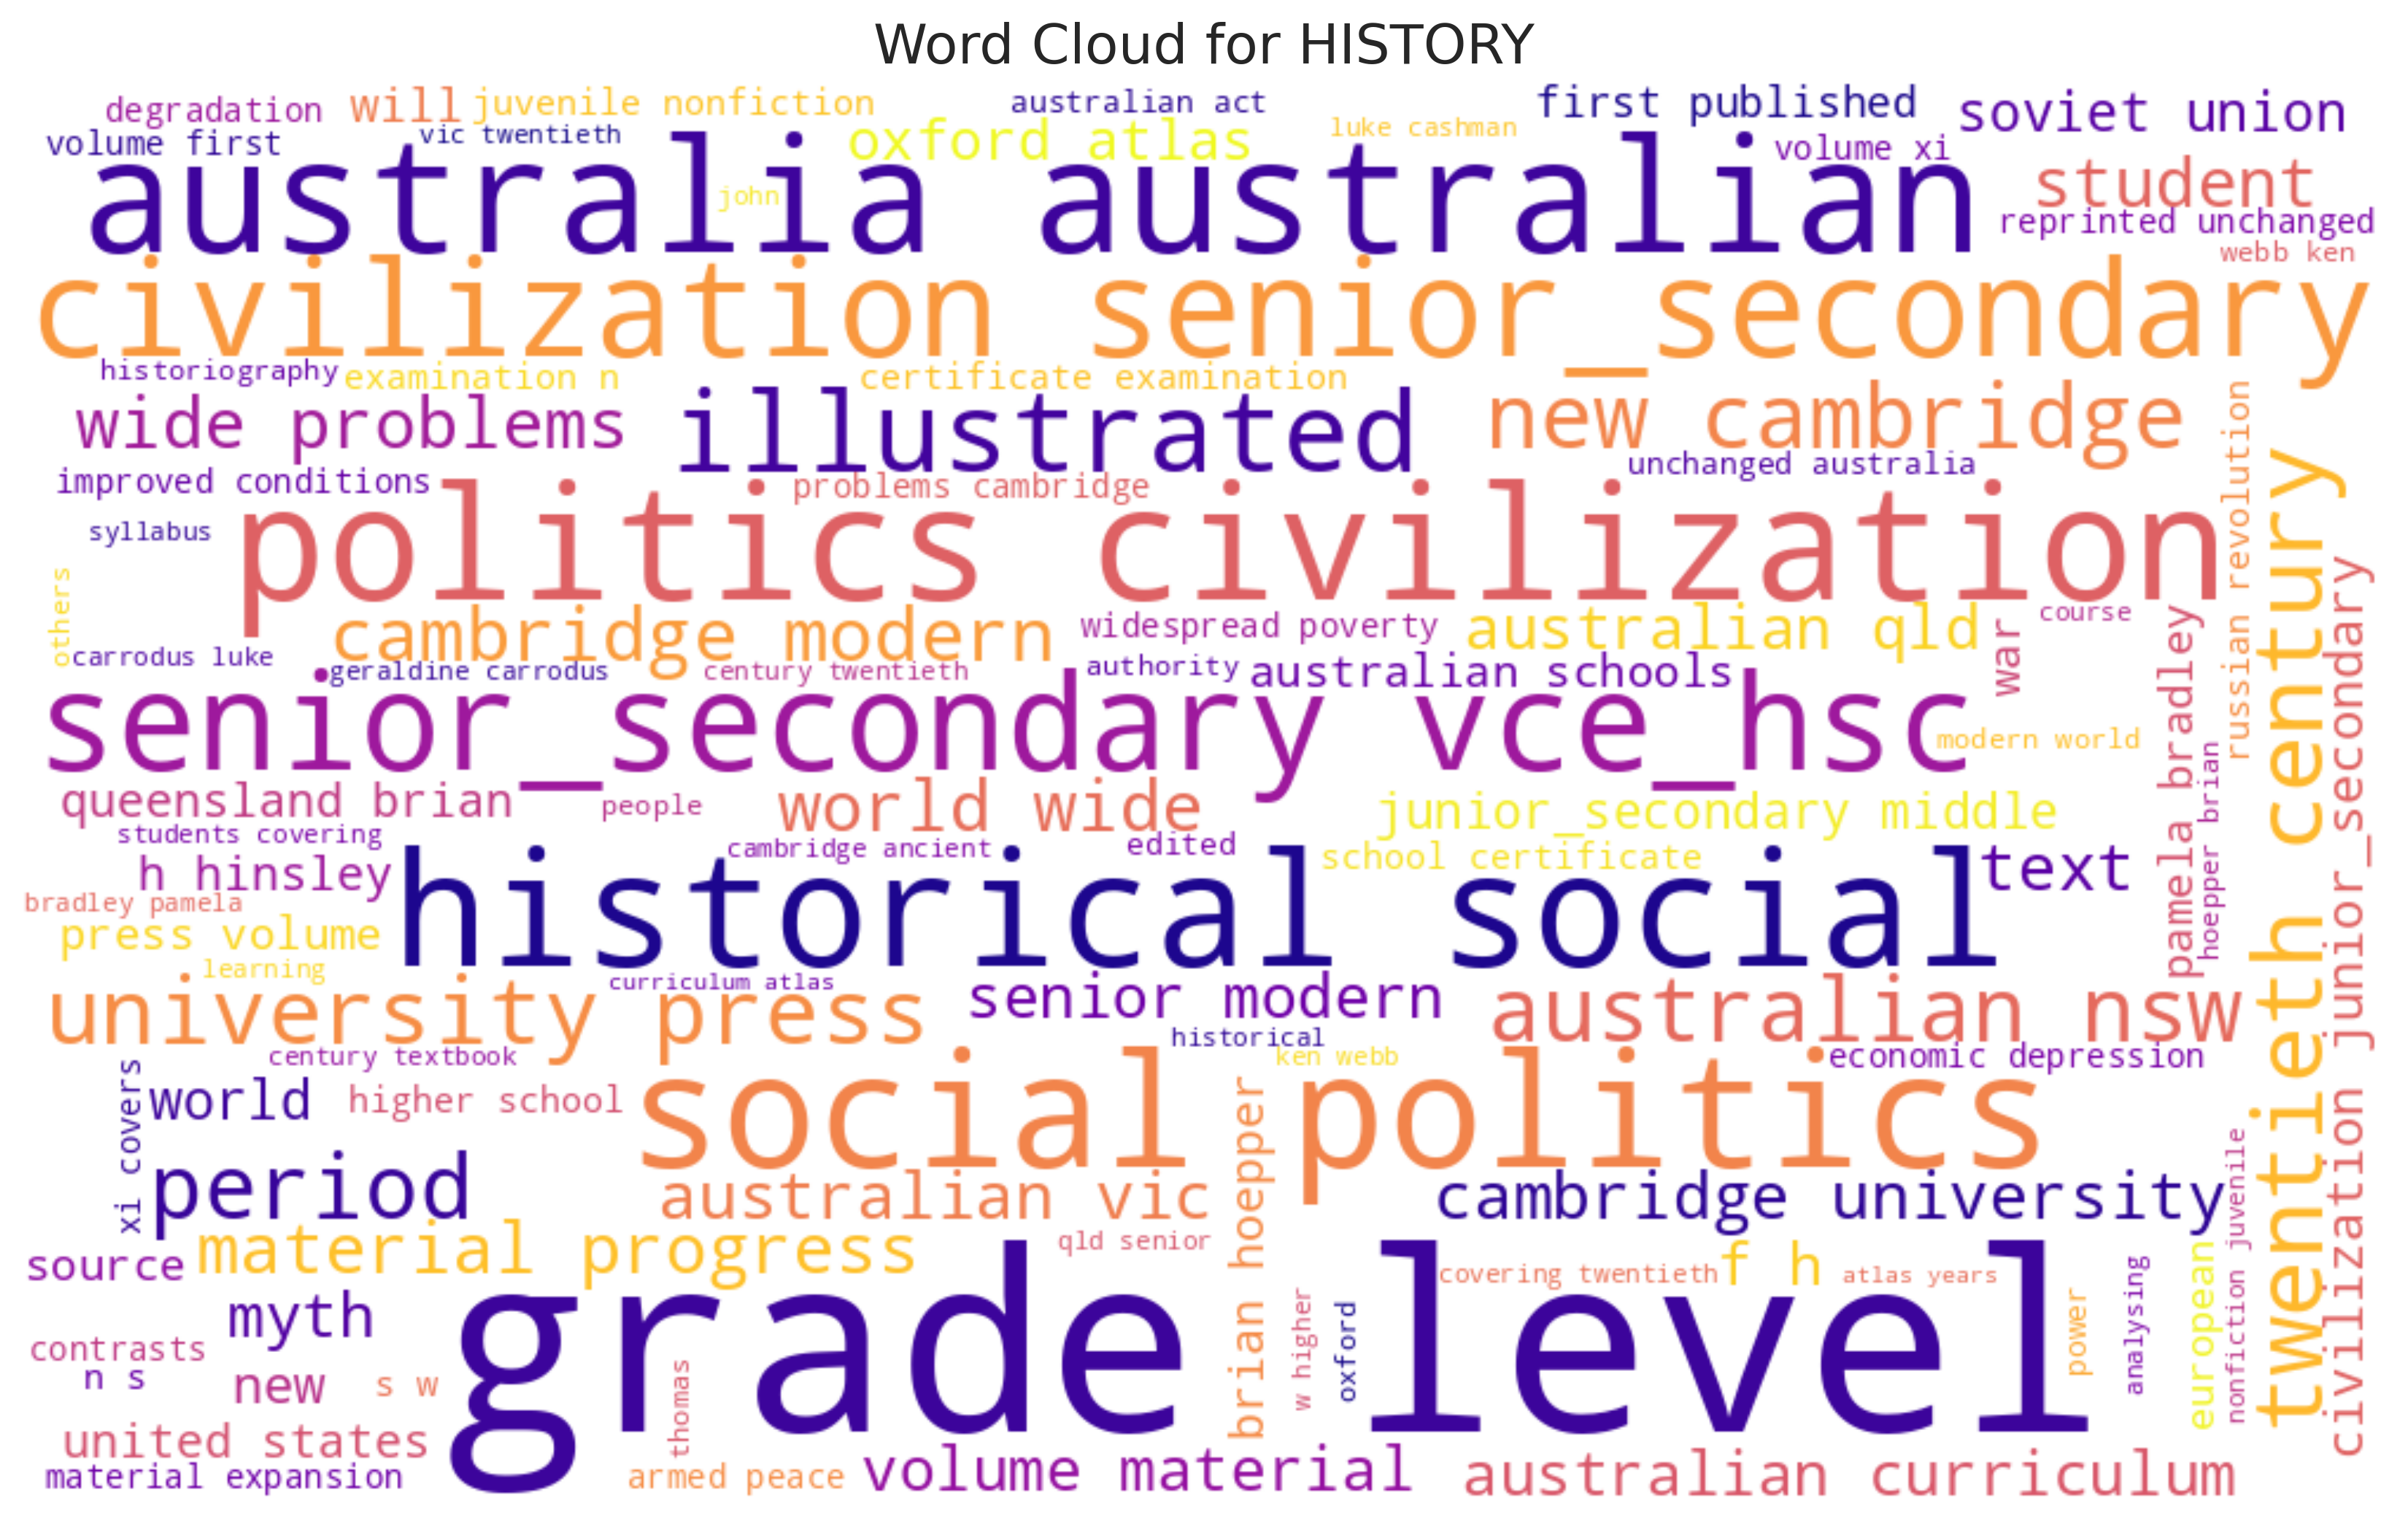 Word Cloud for HISTORY
degradation
will
juvenile nonfiction
australian act
first published
soviet union
volume first
vic twentieth
oxford atlas
luke cashman
volume xi
australia australian
john
student
reprinted unchanged
webb ken
civilization senior_secondary
historiography
examination n
certificate examination
wide problems
illustrated
new cambridge
russian revolution
improved conditions
problems cambridge
unchanged australia
syllabus
politics civilization
twentieth century
others
cambridge modern
widespread poverty
australian qld
war
course
civilization junior_secondary
carrodus luke
geraldine carrodus
century twentieth
authority
australian schools
pamela bradley
senior_secondary vce_hsc
modern world
queensland brian
people
world wide
junior_secondary middle
hoepper brian
students covering
cambridge ancient
edited
school certificate
h hinsley
historical social
text
bradley pamela
press volume
learning
curriculum atlas
university press
senior modern
australian nsw
historical
century textbook
ken webb
economic depression
xi covers
world
higher school
social politics
brian hoepper
period
australian vic
cambridge university
nonfiction juvenile
material progress
qld senior
source
grade level
covering twentieth
f h
atlas years
european
myth
w higher
oxford
power
analysing
contrasts
n s
new
s w
thomas
united states
material expansion
armed peace
volume material
australian curriculum